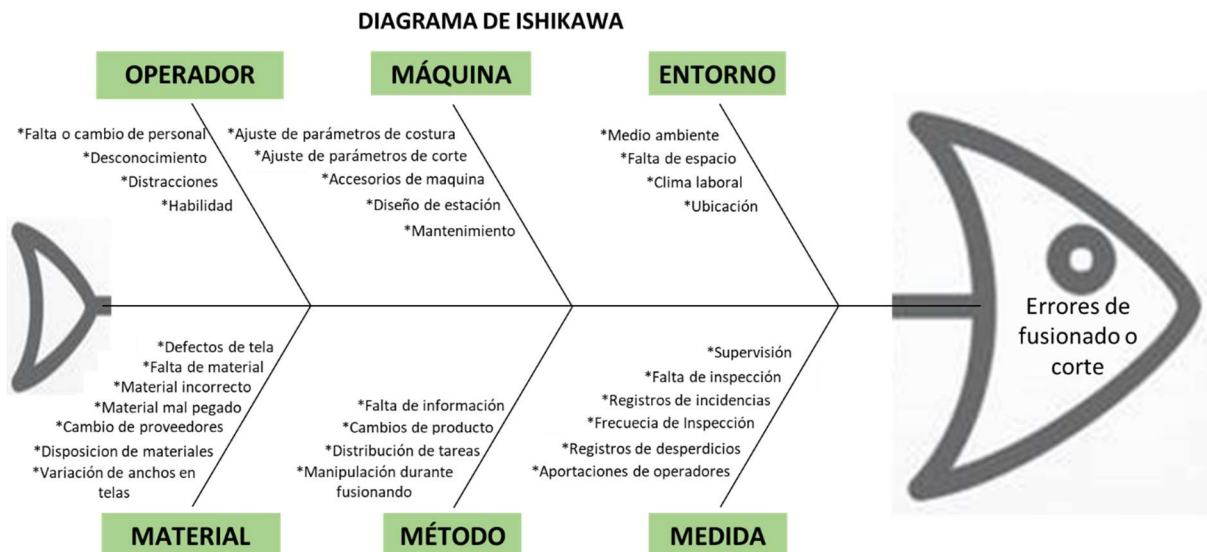 DIAGRAMA DE ISHIKAWA
OPERADOR
*Falta o cambio de personal
*Desconocimiento
*Distracciones
*Habilidad
MÁQUINA
*Ajuste de parámetros de costura
*Ajuste de parámetros de corte
*Accesorios de maquina
*Diseño de estación
*Mantenimiento
ENTORNO
*Medio ambiente
*Falta de espacio
*Clima laboral
*Ubicación
Errores de
fusionado o
corte
*Defectos de tela
*Falta de material
*Material incorrecto
*Material mal pegado
*Cambio de proveedores
*Disposicion de materiales
*Variación de anchos en
telas
MATERIAL
*Falta de información
*Cambios de producto
*Distribución de tareas
*Manipulación durante
fusionando
MÉTODO
*Supervisión
*Falta de inspección
*Registros de incidencias
*Frecuecia de Inspección
*Registros de desperdicios
*Aportaciones de operadores
MEDIDA